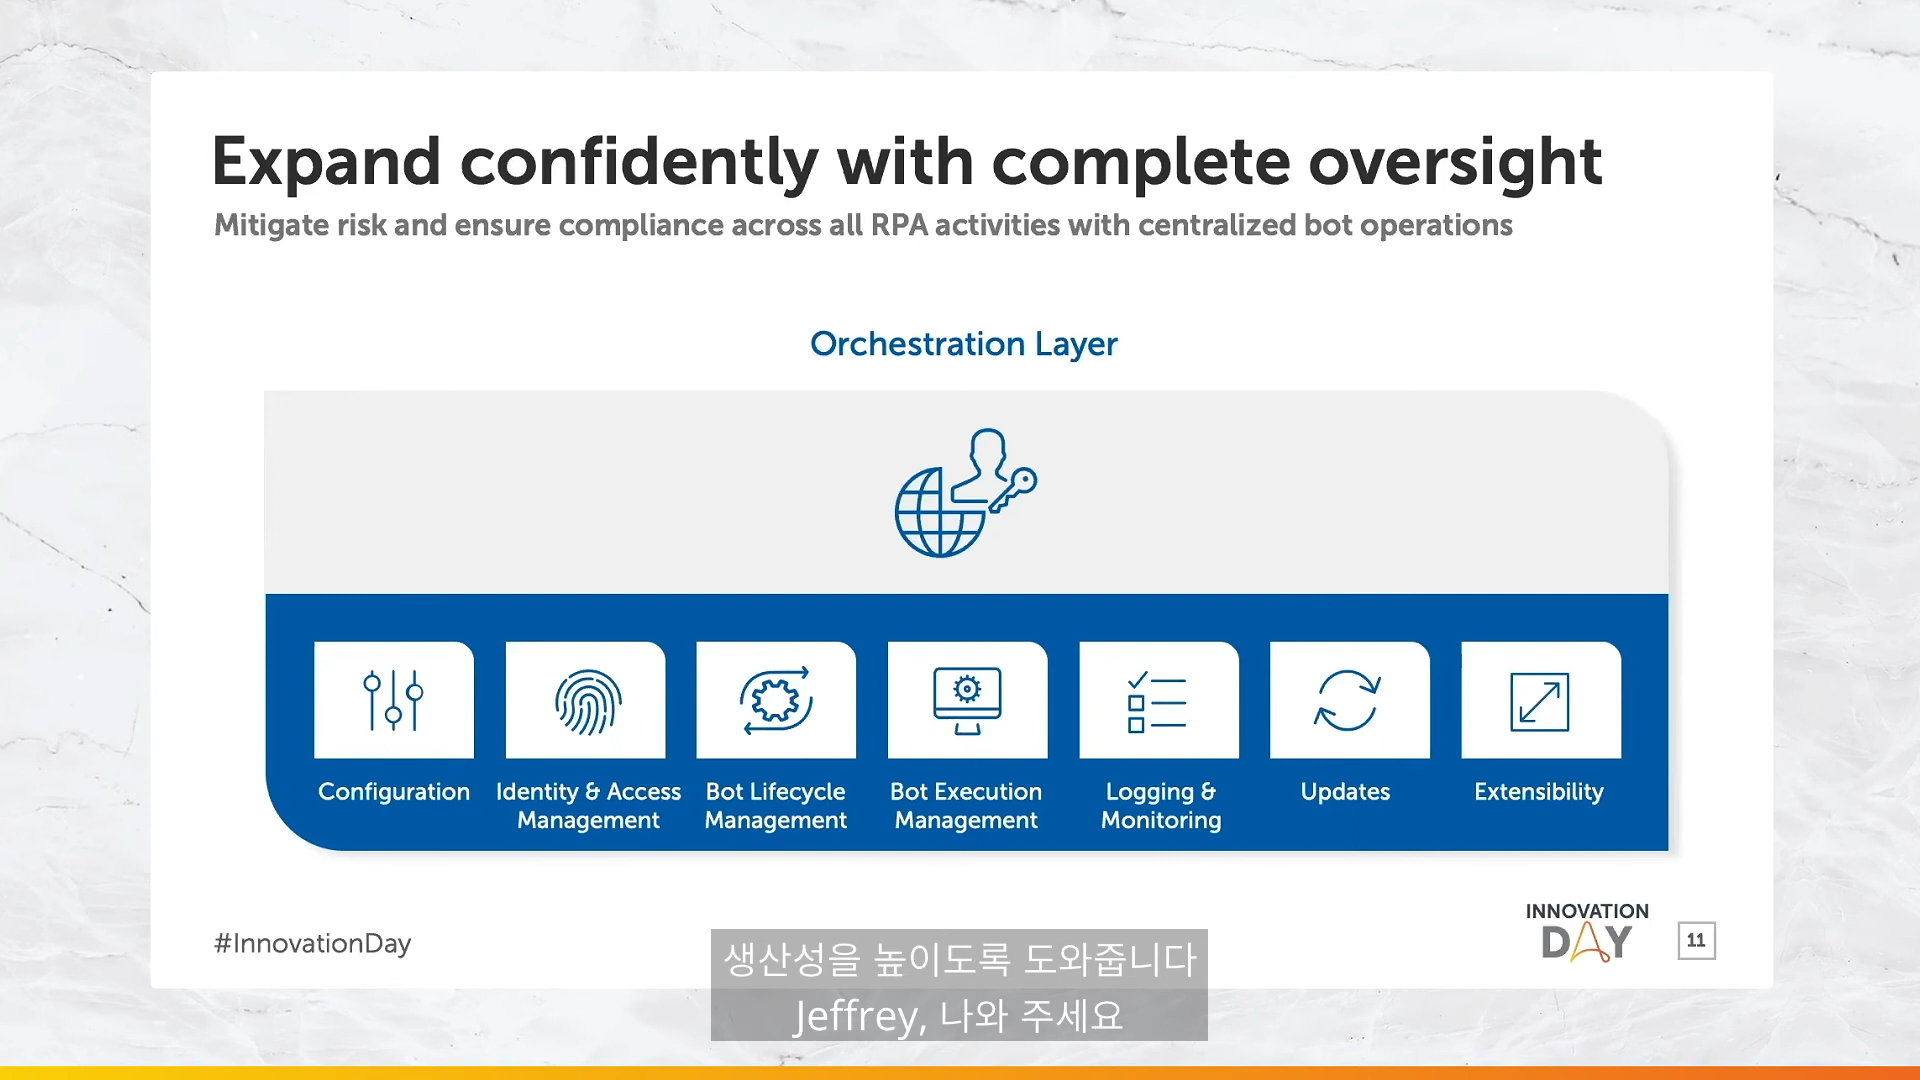 Expand confidently with complete oversight
Mitigate risk and ensure compliance across all RPA activities with centralized bot operations
Orchestration Layer
Configuration
Identity & Access
Management
Bot Lifecycle
Management
Bot Execution
Management
Logging &
Monitoring
Updates
Extensibility
#InnovationDay
INNOVATION
DAY
11
생산성을 높이도록 도와줍니다
Jeffrey, 나와 주세요